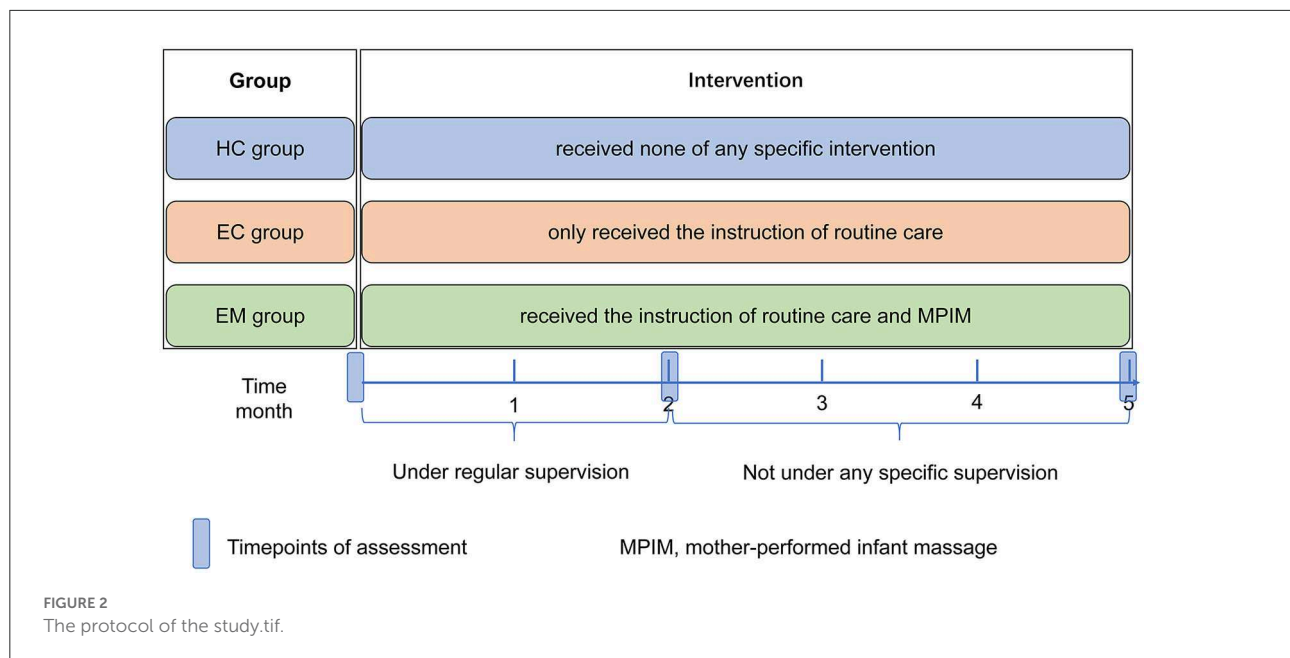 Group
Intervention
HC group
received none of any specific intervention
EC group
only received the instruction of routine care
EM group
received the instruction of routine care and MPIM
Time
month
1
2
3
4
5
Under regular supervision
Not under any specific supervision
Timepoints of assessment
MPIM, mother-performed infant massage
FIGURE 2
The protocol of the study.tif.